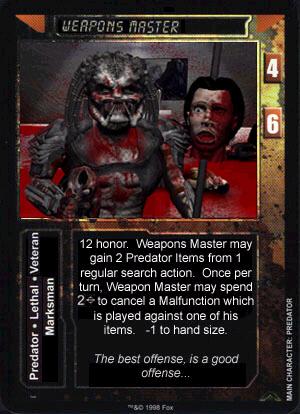 WEAPONS MASTER
4
6
12 honor. Weapons Master may
gain 2 Predator Items from 1
regular search action. Once per
turn, Weapon Master may spend
2 to cancel a Malfunction which
is played against one of his
items. -1 to hand size.
The best offense, is a good
offense...
Predator • Lethal • Veteran
Marksman
MAIN CHARACTER: PREDATOR
™&© 1998 Fox